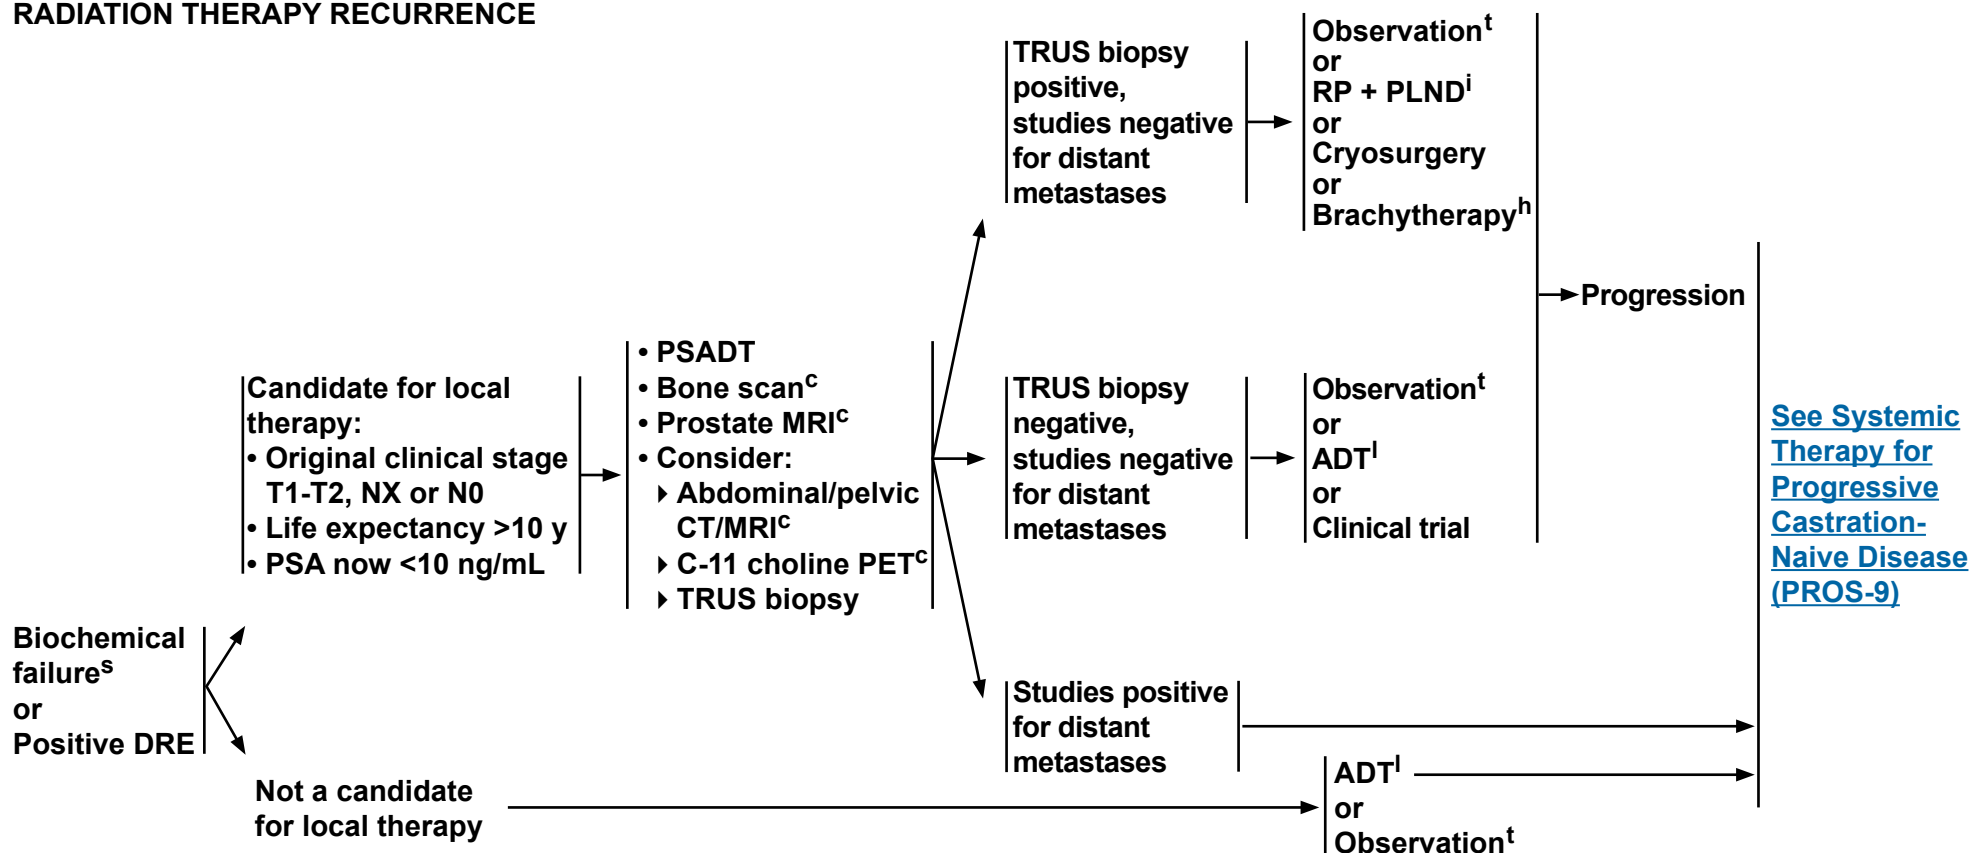 RADIATION THERAPY RECURRENCE
Biochemical
failureˢ
or
Positive DRE
Candidate for local
therapy:
• Original clinical stage
T1-T2, NX or N0
• Life expectancy >10 y
• PSA now <10 ng/mL
Not a candidate
for local therapy
• PSADT
• Bone scanᶜ
• Prostate MRIᶜ
• Consider:
▸ Abdominal/pelvic
CT/MRIᶜ
▸ C-11 choline PETᶜ
▸ TRUS biopsy
TRUS biopsy
positive,
studies negative
for distant
metastases
Observationᵗ
or
RP + PLNDⁱ
or
Cryosurgery
or
Brachytherapyʰ
TRUS biopsy
negative,
studies negative
for distant
metastases
Observationᵗ
or
ADTˡ
or
Clinical trial
Studies positive
for distant
metastases
ADTˡ
or
Observationᵗ
Progression
See Systemic
Therapy for
Progressive
Castration-
Naive Disease
(PROS-9)